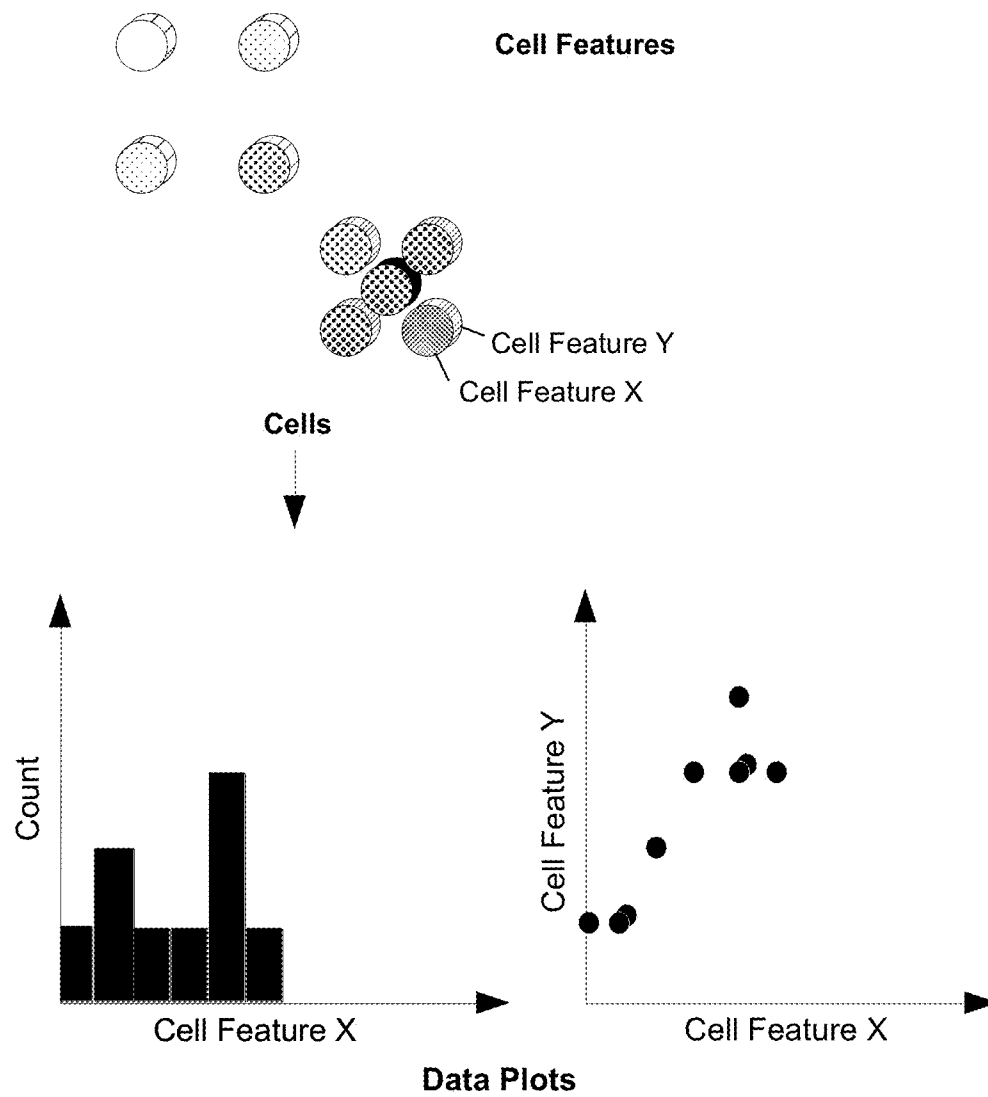 Cell Features
Cell Feature Y
Cell Feature X
Cells
Count
Cell Feature X
Cell Feature Y
Cell Feature X
Data Plots